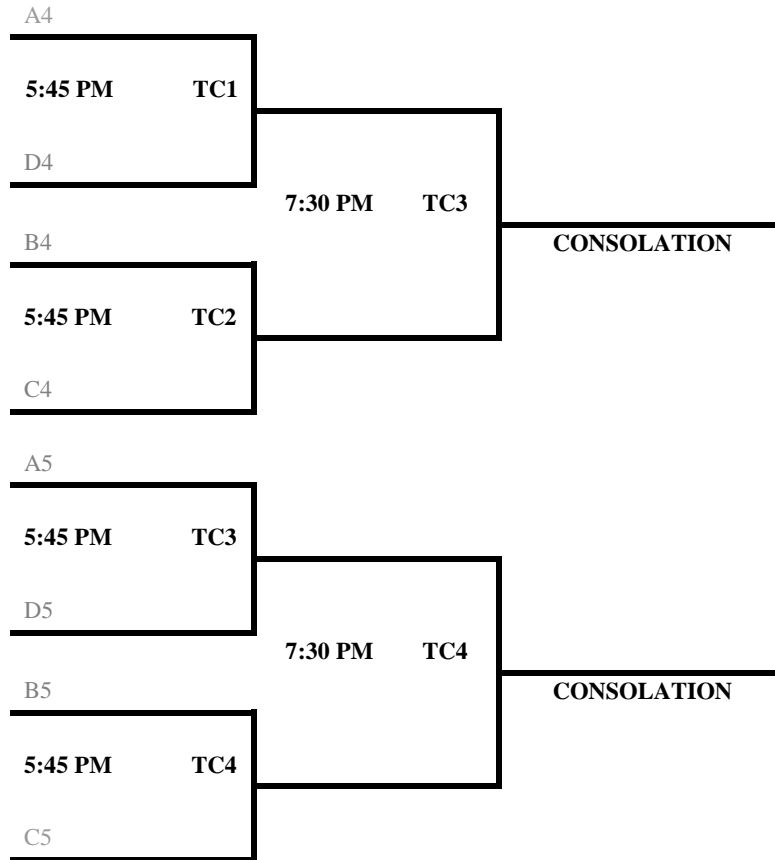 A4
5:45 PM TC1
D4
7:30 PM TC3
B4
CONSOLATION
5:45 PM TC2
C4
A5
5:45 PM TC3
D5
7:30 PM TC4
B5
CONSOLATION
5:45 PM TC4
C5